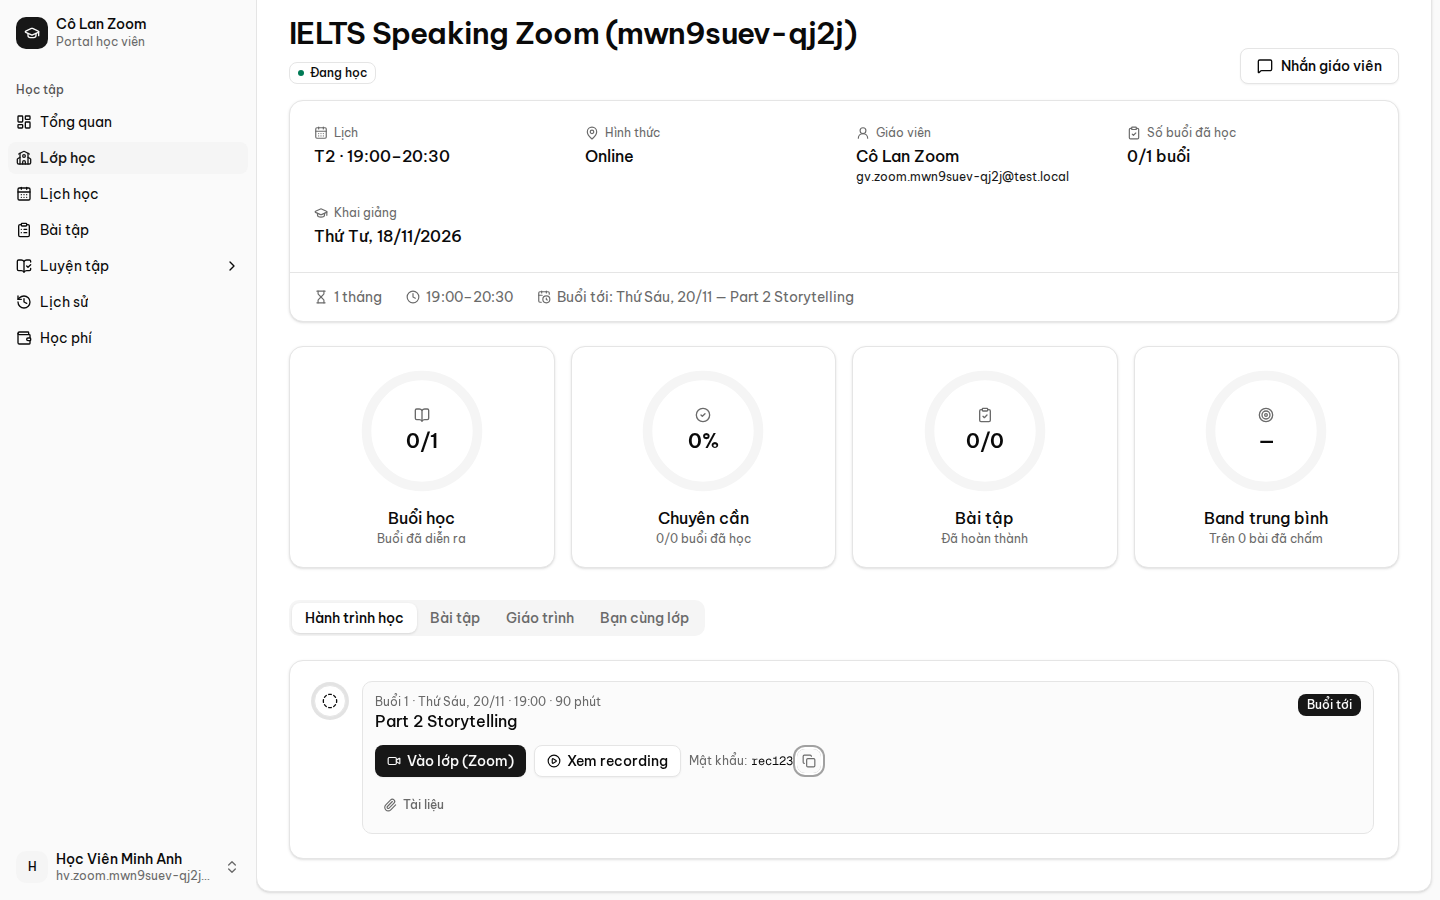 Cô Lan Zoom
Portal học viên
Học tập
Tổng quan
Lớp học
Lịch học
Bài tập
Luyện tập
Lịch sử
Học phí
Học Viên Minh Anh
hv.zoom.mwn9suev-qj2j...
IELTS Speaking Zoom (mwn9suev-qj2j)
Đang học
Nhắn giáo viên
Lịch
T2 · 19:00–20:30
Hình thức
Online
Giáo viên
Cô Lan Zoom
gv.zoom.mwn9suev-qj2j@test.local
Số buổi đã học
0/1 buổi
Khai giảng
Thứ Tư, 18/11/2026
1 tháng
19:00–20:30
Buổi tới: Thứ Sáu, 20/11 — Part 2 Storytelling
0/1
Buổi học
Buổi đã diễn ra
0%
Chuyên cần
0/0 buổi đã học
0/0
Bài tập
Đã hoàn thành
—
Band trung bình
Trên 0 bài đã chấm
Hành trình học
Bài tập
Giáo trình
Bạn cùng lớp
Buổi 1 · Thứ Sáu, 20/11 · 19:00 · 90 phút
Buổi tới
Part 2 Storytelling
Vào lớp (Zoom)
Xem recording
Mật khẩu: rec123
Tài liệu
H